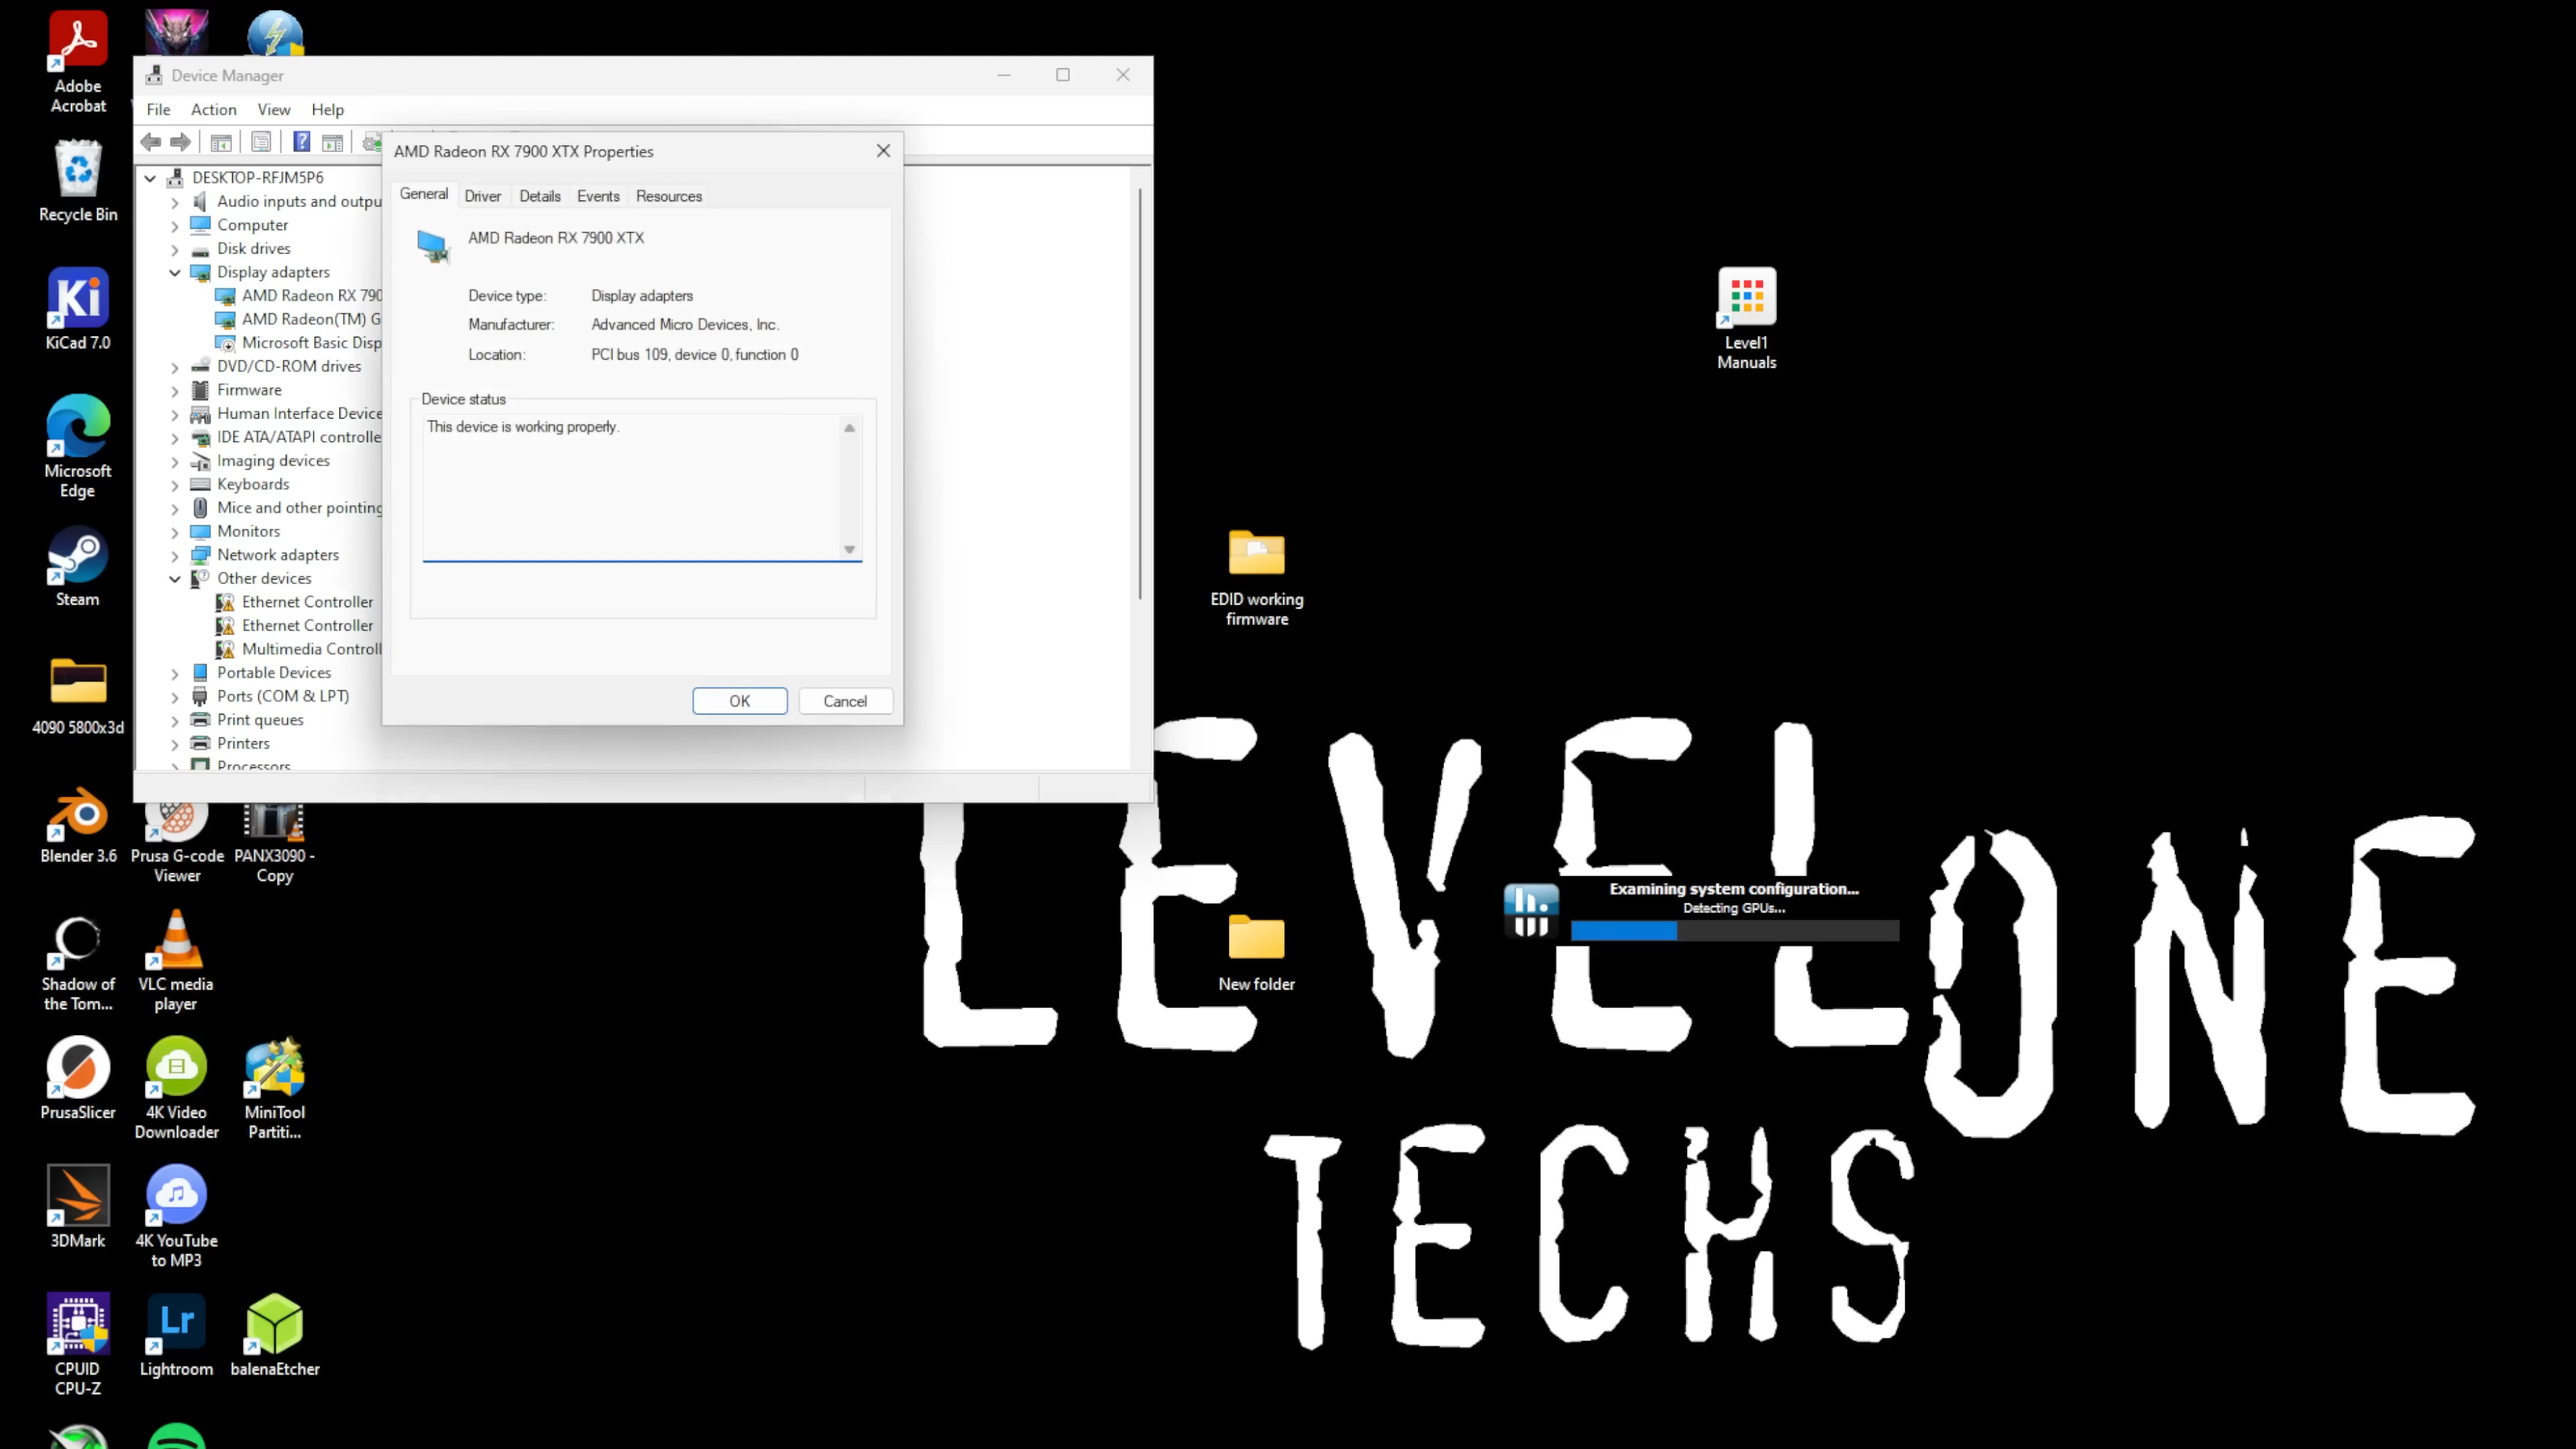 Adobe
Acrobat
Recycle Bin
KiCad 7.0
Microsoft
Edge
Steam
4090 5800x3d
Blender 3.6
Prusa G-code
Viewer
PANX3090 -
Copy
Shadow of
the Tom...
VLC media
player
PrusaSlicer
4K Video
Downloader
MiniTool
Partiti...
3DMark
4K YouTube
to MP3
CPUID
CPU-Z
Lr
Lightroom
balenaEtcher
Ki
Device Manager
File Action View Help
DESKTOP-RFJM5P6
Audio inputs and outpu
Computer
Disk drives
Display adapters
AMD Radeon RX 790
AMD Radeon(TM) G
Microsoft Basic Disp
DVD/CD-ROM drives
Firmware
Human Interface Device
IDE ATA/ATAPI controlle
Imaging devices
Keyboards
Mice and other pointing
Monitors
Network adapters
Other devices
Ethernet Controller
Ethernet Controller
Multimedia Controll
Portable Devices
Ports (COM & LPT)
Print queues
Printers
Processors
AMD Radeon RX 7900 XTX Properties
General Driver Details Events Resources
AMD Radeon RX 7900 XTX
Device type: Display adapters
Manufacturer: Advanced Micro Devices, Inc.
Location: PCI bus 109, device 0, function 0
Device status
This device is working properly.
OK Cancel
Level1
Manuals
EDID working
firmware
New folder
Examining system configuration...
Detecting GPUs...
LEVEL ONE
TECHS